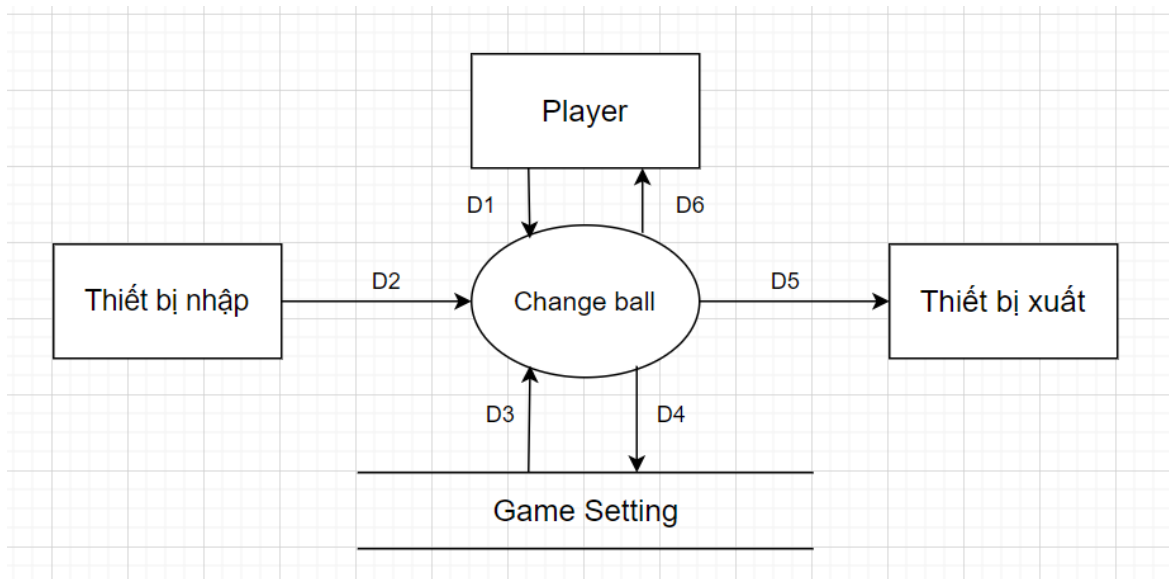 Player
D1
D6
Thiết bị nhập
D2
Change ball
D5
Thiết bị xuất
D3
D4
Game Setting